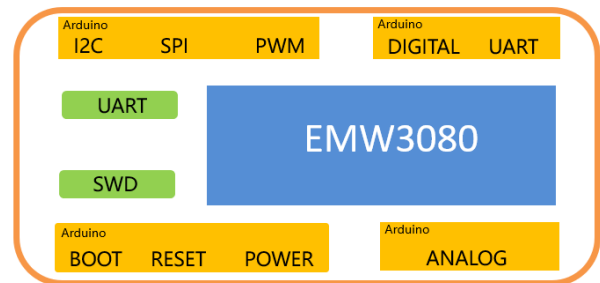 Arduino
I2C SPI PWM
Arduino
DIGITAL UART
UART
EMW3080
SWD
Arduino
BOOT RESET POWER
Arduino
ANALOG